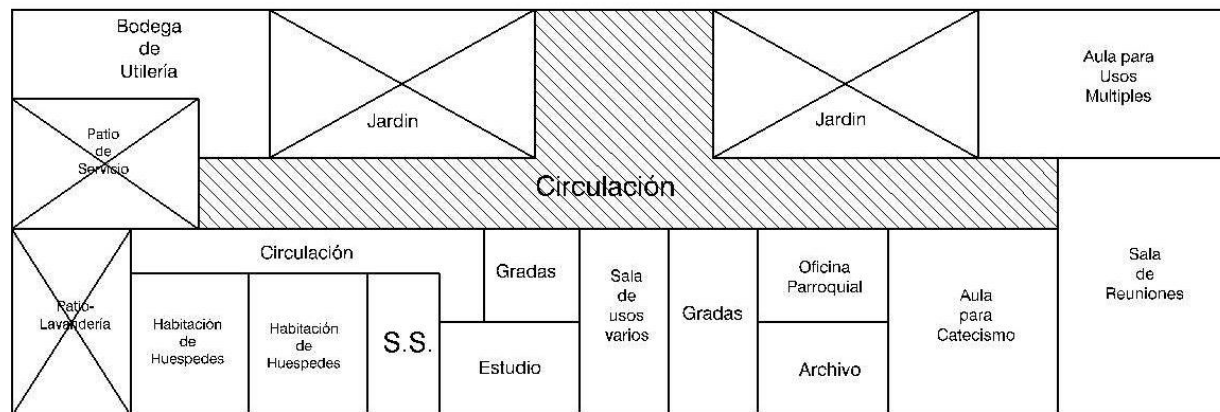 Bodega
de
Utilería
Jardin
Jardin
Aula para
Usos
Multiples
Patio
de
Servicio
Circulación
Circulación
Gradas
Sala
de
usos
varios
Gradas
Oficina
Parroquial
Aula
para
Catecismo
Sala
de
Reuniones
Patio-
Lavandería
Habitación
de
Huespedes
Habitación
de
Huespedes
S.S.
Estudio
Archivo